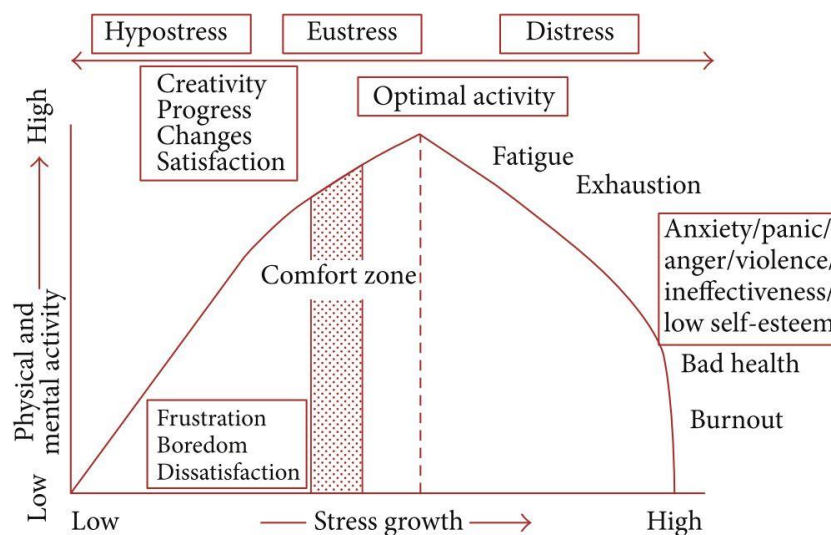 Hypostress
Eustress
Distress
Creativity
Progress
Changes
Satisfaction
Optimal activity
High
Fatigue
Exhaustion
Anxiety/panic/
anger/violence/
ineffectiveness/
low self-esteem
Comfort zone
Physical and
mental activity
Bad health
Frustration
Boredom
Dissatisfaction
Burnout
Low
Low
Stress growth
High